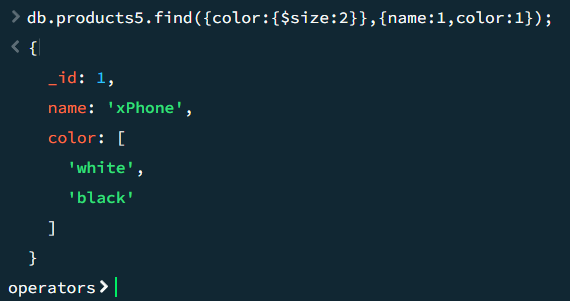 > db.products5.find({color:{$size:2}},{name:1,color:1});
< {
_id: 1,
name: 'xPhone',
color: [
'white',
'black'
]
}
operators>